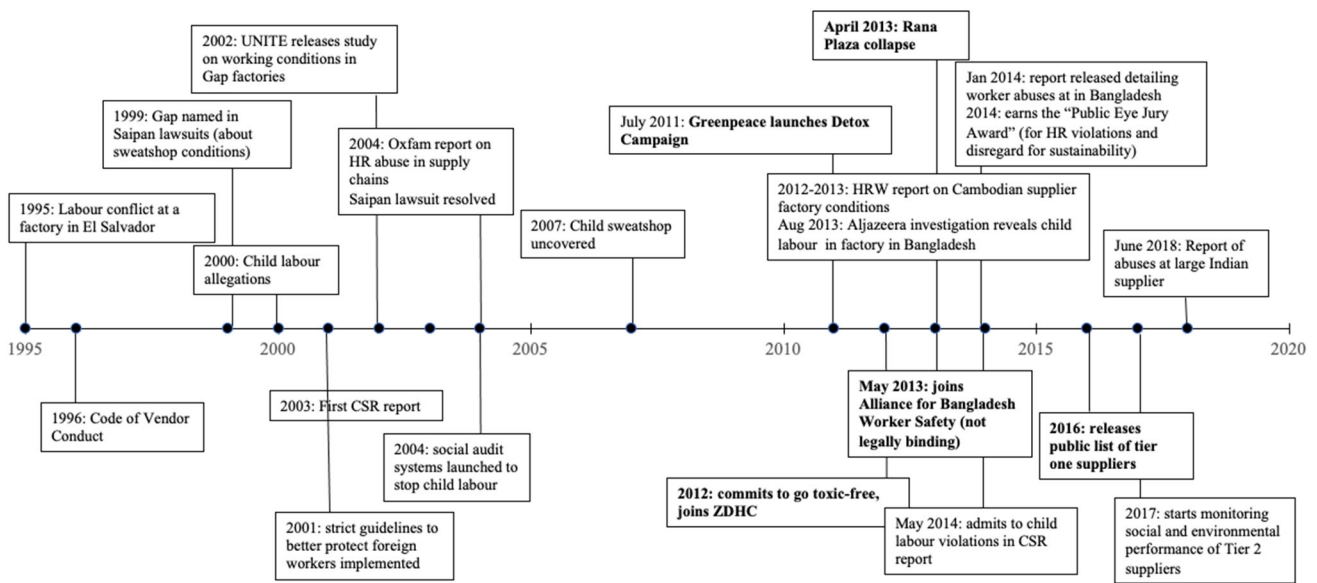 2002: UNITE releases study
on working conditions in
Gap factories
April 2013: Rana
Plaza collapse
Jan 2014: report released detailing
worker abuses at in Bangladesh
2014: earns the “Public Eye Jury
Award” (for HR violations and
disregard for sustainability)
1999: Gap named in
Saipan lawsuits (about
sweatshop conditions)
July 2011: Greenpeace launches Detox
Campaign
2004: Oxfam report on
HR abuse in supply
chains
Saipan lawsuit resolved
2012-2013: HRW report on Cambodian supplier
factory conditions
Aug 2013: Aljazeera investigation reveals child
labour in factory in Bangladesh
1995: Labour conflict at a
factory in El Salvador
2007: Child sweatshop
uncovered
2000: Child labour
allegations
June 2018: Report of
abuses at large Indian
supplier
1995
2000
2005
2010
2015
2020
1996: Code of Vendor
Conduct
2003: First CSR report
2004: social audit
systems launched to
stop child labour
2001: strict guidelines to
better protect foreign
workers implemented
May 2013: joins
Alliance for Bangladesh
Worker Safety (not
legally binding)
2016: releases
public list of tier
one suppliers
2012: commits to go toxic-free,
joins ZDHC
May 2014: admits to child
labour violations in CSR
report
2017: starts monitoring
social and environmental
performance of Tier 2
suppliers